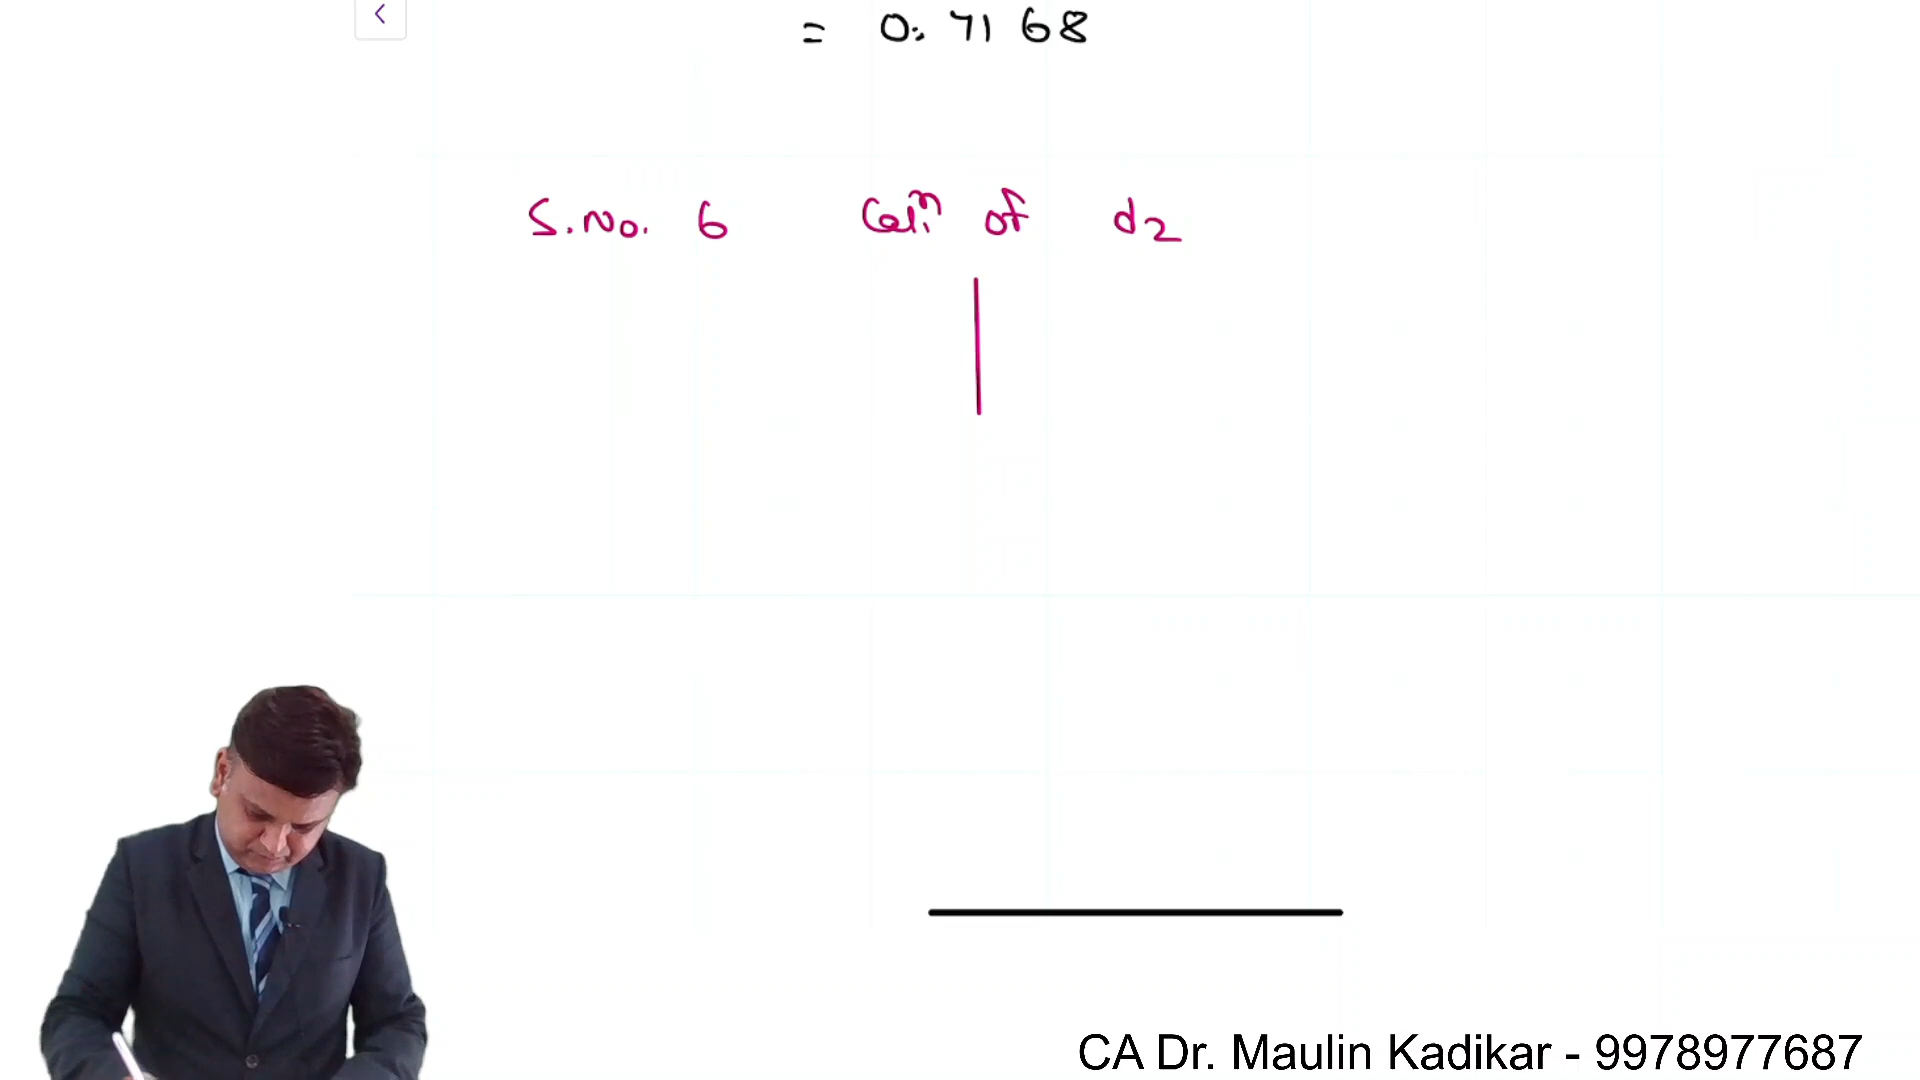 = 0.7168
S.No. 6 Calⁿ of d2
CA Dr. Maulin Kadikar - 9978977687